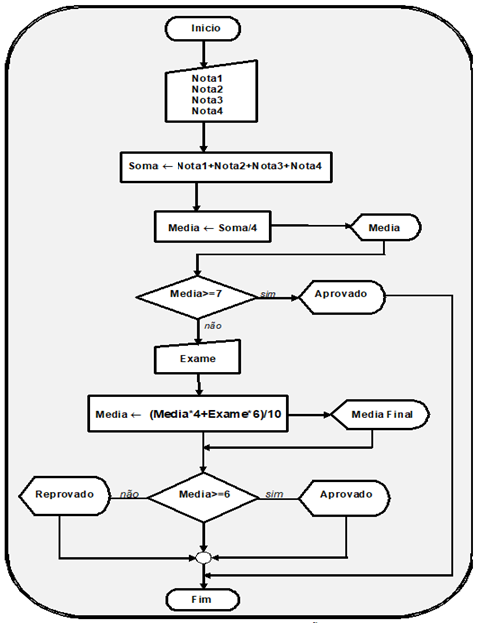 Inicio
Nota1
Nota2
Nota3
Nota4
Soma ← Nota1+Nota2+Nota3+Nota4
Media ← Soma/4
Media
Media>=7
sim
Aprovado
não
Exame
Media ← (Media*4+Exame*6)/10
Media Final
Reprovado
não
Media>=6
sim
Aprovado
Fim